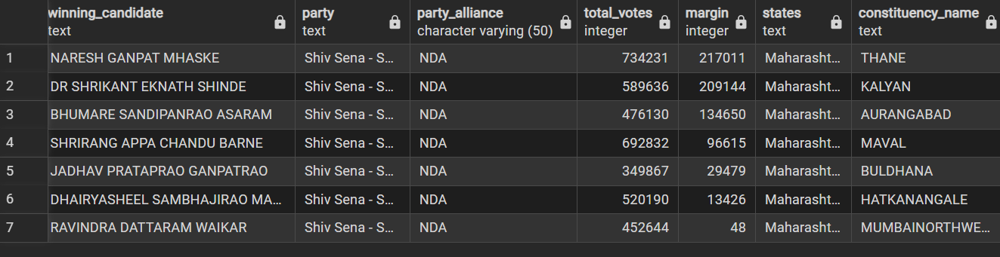 winning_candidate party party_alliance total_votes margin states constituency_name
text text character varying (50) integer integer text text
1 NARESH GANPAT MHASKE Shiv Sena - S... NDA 734231 217011 Maharasht... THANE
2 DR SHRIKANT EKNATH SHINDE Shiv Sena - S... NDA 589636 209144 Maharasht... KALYAN
3 BHUMARE SANDIPANRAO ASARAM Shiv Sena - S... NDA 476130 134650 Maharasht... AURANGABAD
4 SHRIRANG APPA CHANDU BARNE Shiv Sena - S... NDA 692832 96615 Maharasht... MAVAL
5 JADHAV PRATAPRAO GANPATRAO Shiv Sena - S... NDA 349867 29479 Maharasht... BULDHANA
6 DHAIRYASHEEL SAMBHAJIRAO MA... Shiv Sena - S... NDA 520190 13426 Maharasht... HATKANANGALE
7 RAVINDRA DATTARAM WAIKAR Shiv Sena - S... NDA 452644 48 Maharasht... MUMBAINORTHWE...